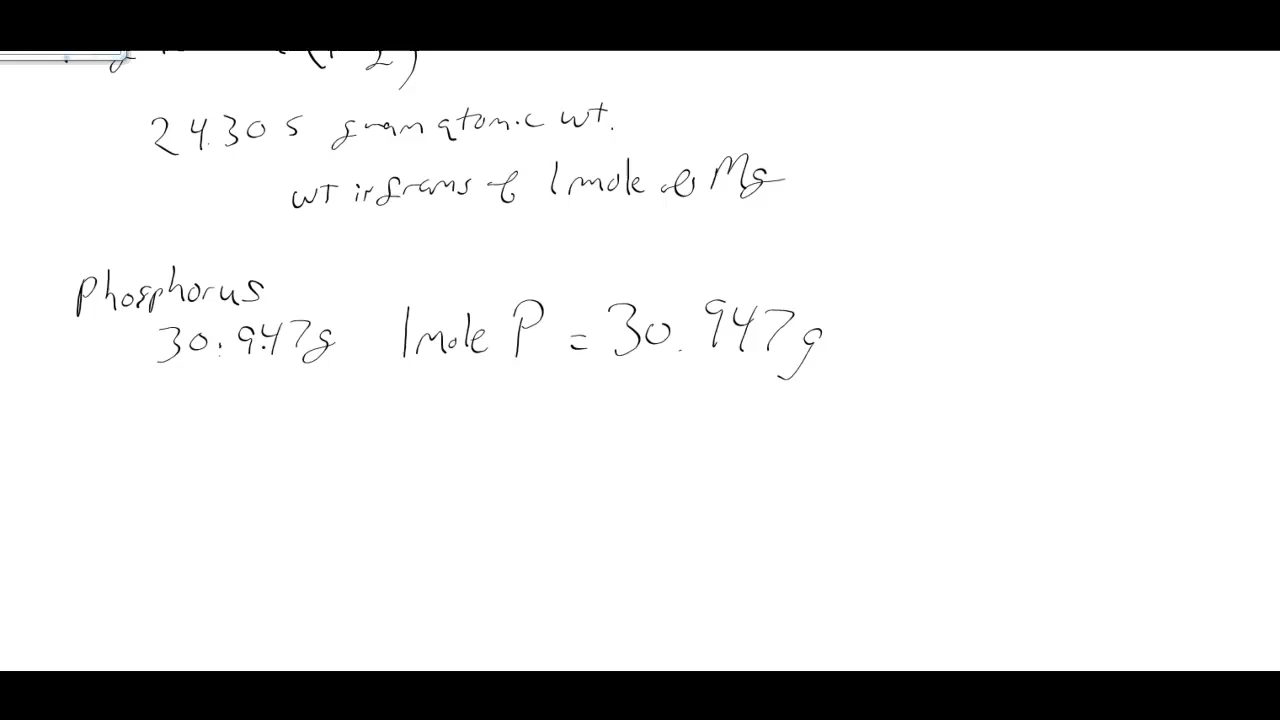 24.305 gram atomic wt.
wt in grams of 1 mole of Mg
Phosphorus
30.947g 1 mole P = 30.947g